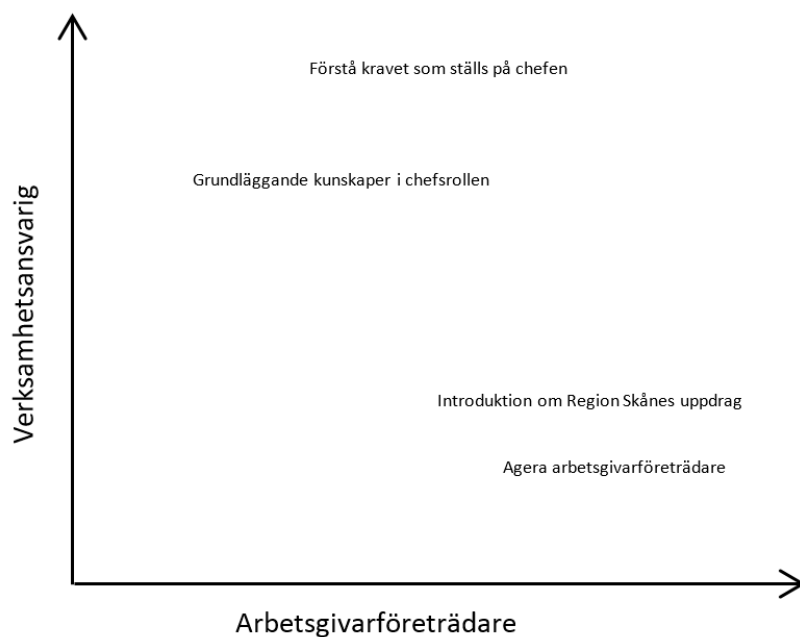 Förstå kravet som ställs på chefen
Grundläggande kunskaper i chefsrollen
Verksamhetsansvarig
Introduktion om Region Skånes uppdrag
Agera arbetsgivarföreträdare
Arbetsgivarföreträdare